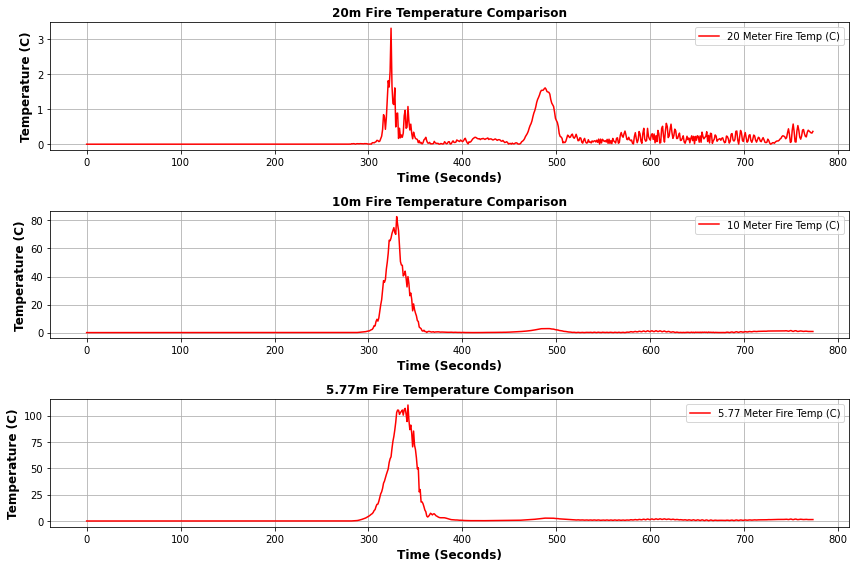 20m Fire Temperature Comparison
Temperature (C)
3
2
1
0
20 Meter Fire Temp (C)
0 100 200 300 400 500 600 700 800
Time (Seconds)
10m Fire Temperature Comparison
Temperature (C)
80
60
40
20
0
10 Meter Fire Temp (C)
0 100 200 300 400 500 600 700 800
Time (Seconds)
5.77m Fire Temperature Comparison
Temperature (C)
100
75
50
25
0
5.77 Meter Fire Temp (C)
0 100 200 300 400 500 600 700 800
Time (Seconds)